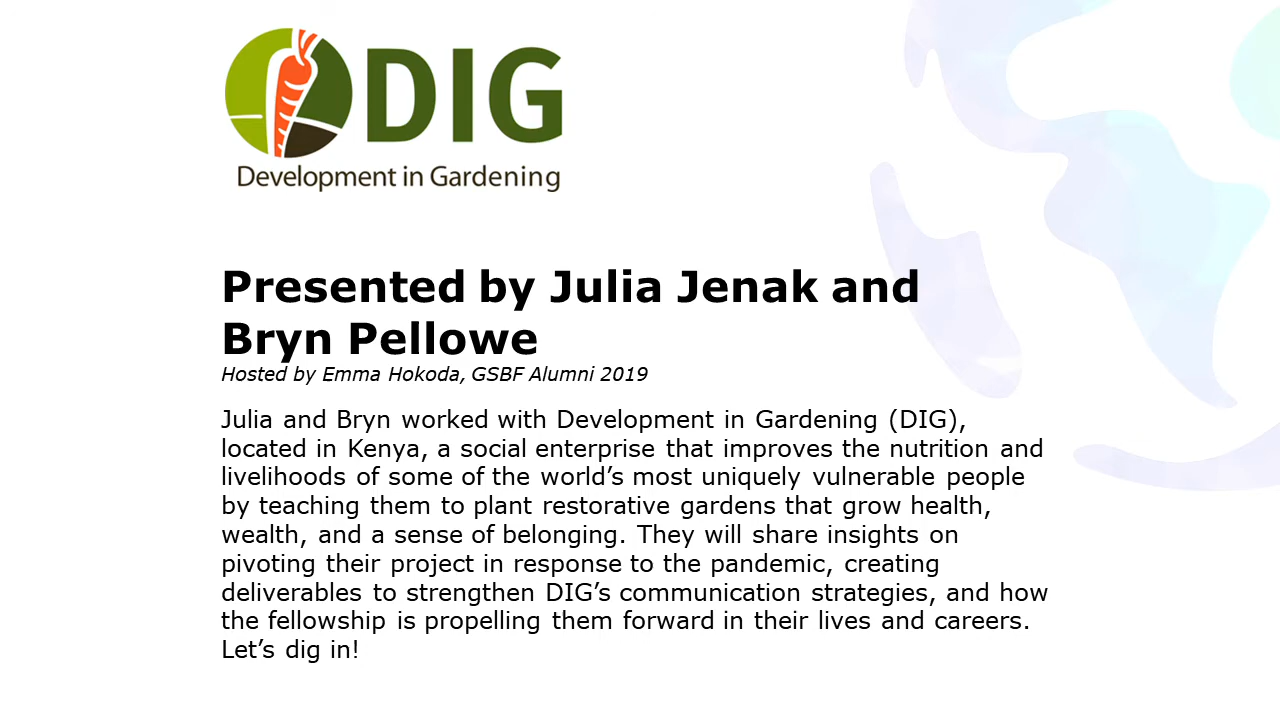 DIG
Development in Gardening
Presented by Julia Jenak and
Bryn Pellowe
Hosted by Emma Hokoda, GSBF Alumni 2019
Julia and Bryn worked with Development in Gardening (DIG),
located in Kenya, a social enterprise that improves the nutrition and
livelihoods of some of the world’s most uniquely vulnerable people
by teaching them to plant restorative gardens that grow health,
wealth, and a sense of belonging. They will share insights on
pivoting their project in response to the pandemic, creating
deliverables to strengthen DIG’s communication strategies, and how
the fellowship is propelling them forward in their lives and careers.
Let’s dig in!